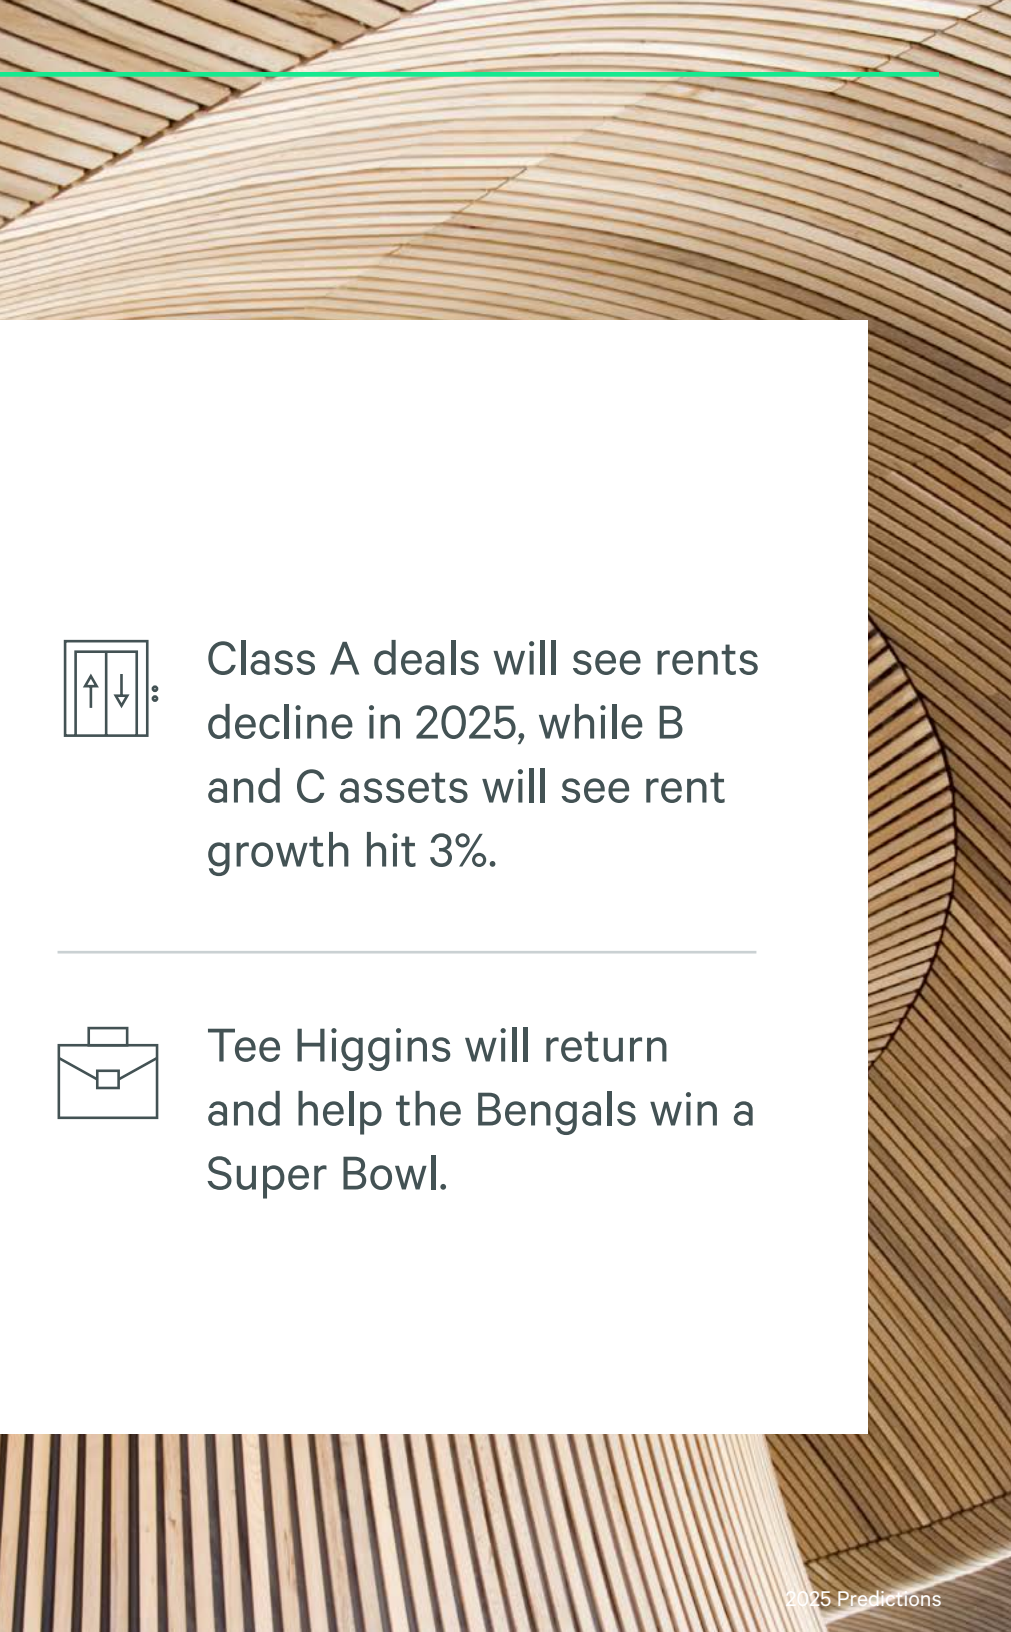 Class A deals will see rents
decline in 2025, while B
and C assets will see rent
growth hit 3%.
Tee Higgins will return
and help the Bengals win a
Super Bowl.
2025 Predictions